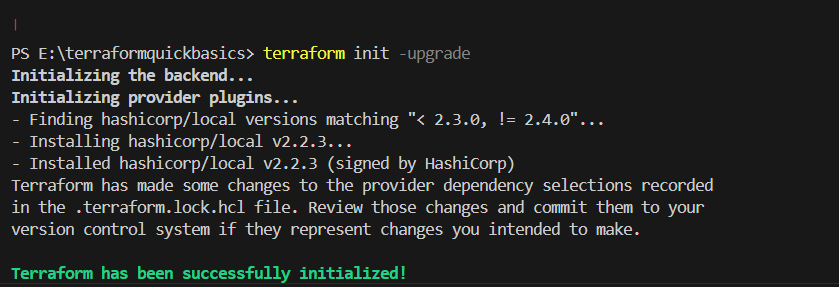 PS E:\terraformquickbasics> terraform init -upgrade
Initializing the backend...
Initializing provider plugins...
- Finding hashicorp/local versions matching "< 2.3.0, != 2.4.0"...
- Installing hashicorp/local v2.2.3...
- Installed hashicorp/local v2.2.3 (signed by HashiCorp)
Terraform has made some changes to the provider dependency selections recorded
in the .terraform.lock.hcl file. Review those changes and commit them to your
version control system if they represent changes you intended to make.
Terraform has been successfully initialized!